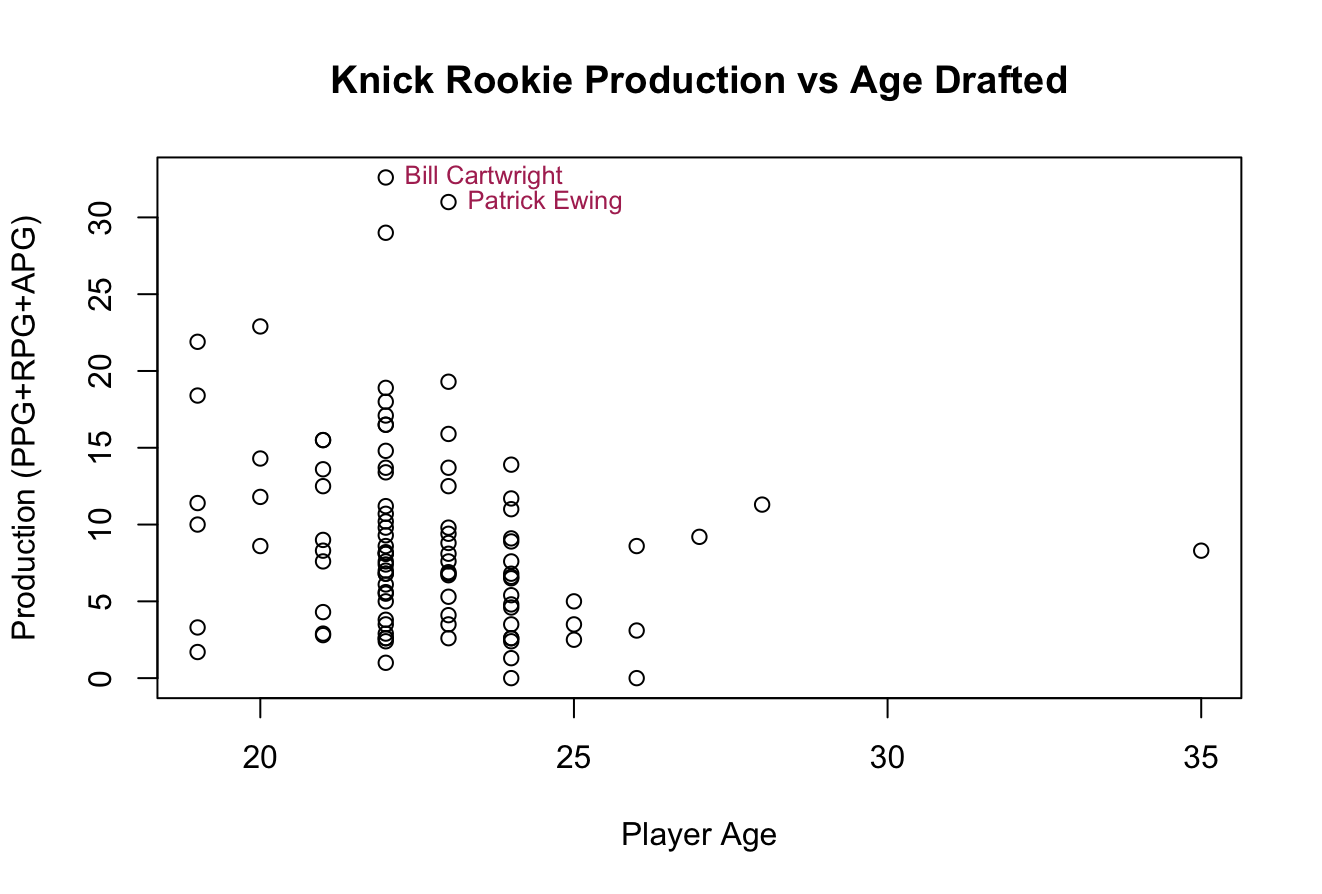 Knick Rookie Production vs Age Drafted
Bill Cartwright
Patrick Ewing
Production (PPG+RPG+APG)
30
25
20
15
10
5
0
20 25 30 35
Player Age